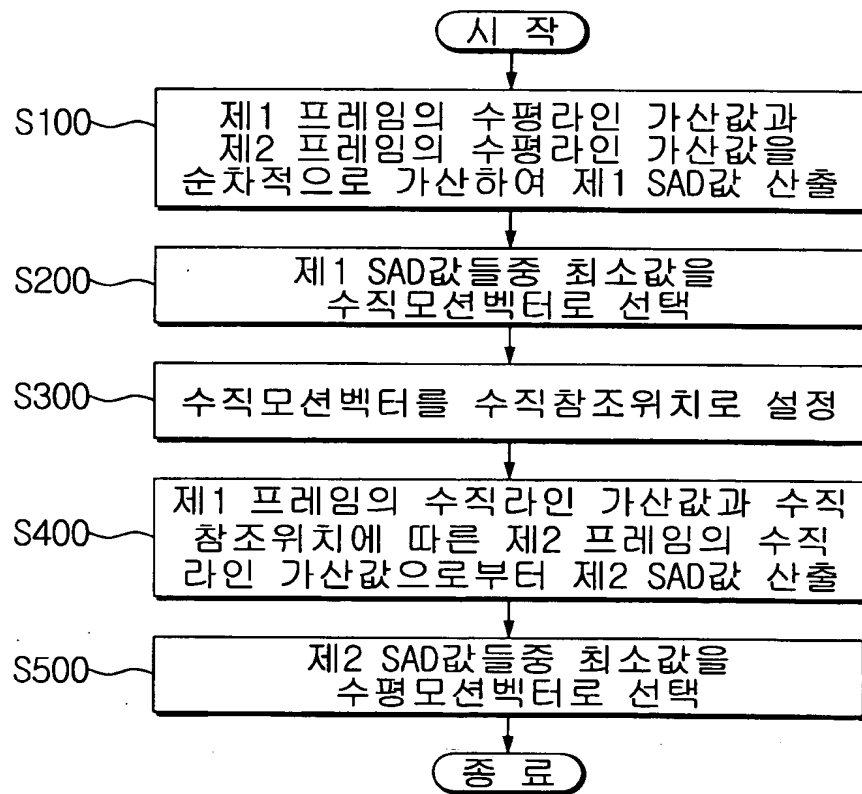 시 작
S100
제1 프레임의 수평라인 가산값과
제2 프레임의 수평라인 가산값을
순차적으로 가산하여 제1 SAD값 산출
S200
제1 SAD값들중 최소값을
수직모션벡터로 선택
S300
수직모션벡터를 수직참조위치로 설정
S400
제1 프레임의 수직라인 가산값과 수직
참조위치에 따른 제2 프레임의 수직
라인 가산값으로부터 제2 SAD값 산출
S500
제2 SAD값들중 최소값을
수평모션벡터로 선택
종 료